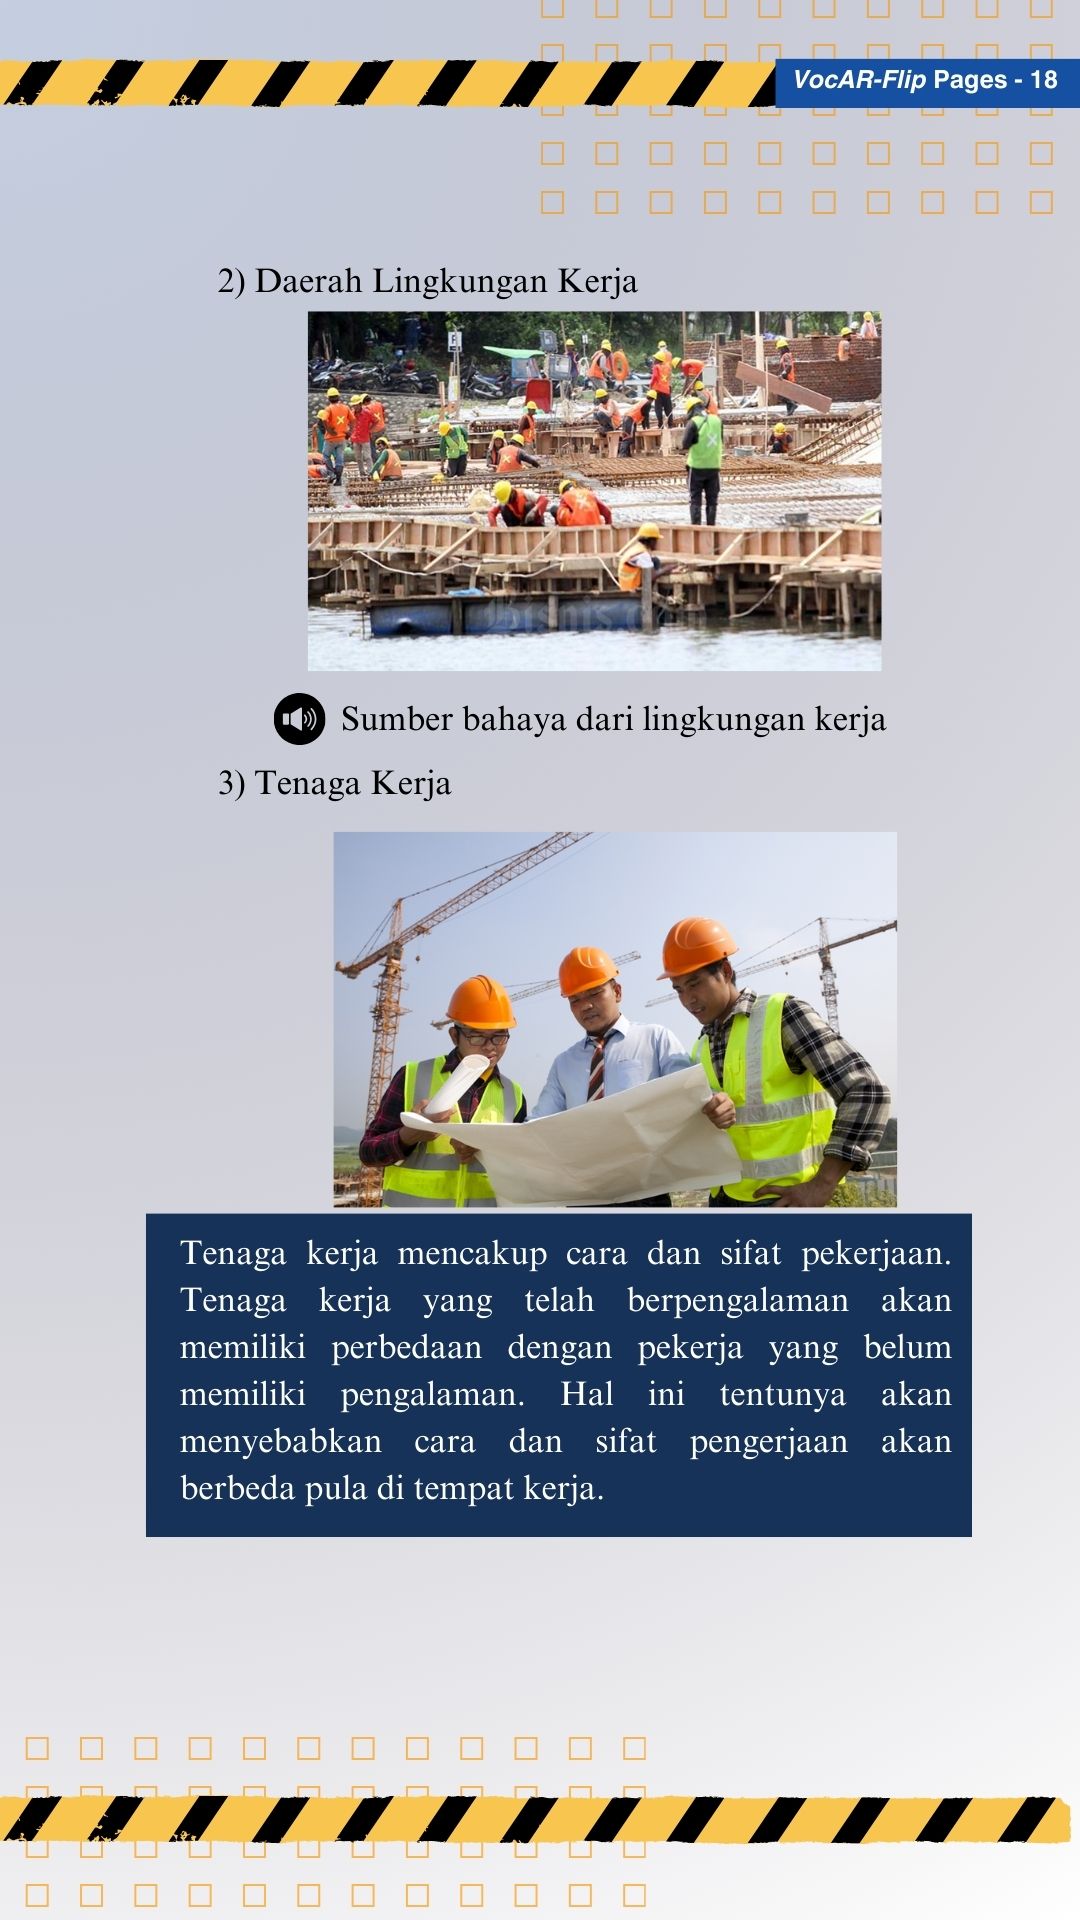 VocAR-Flip Pages - 18
2) Daerah Lingkungan Kerja
Sumber bahaya dari lingkungan kerja
3) Tenaga Kerja
Tenaga kerja mencakup cara dan sifat pekerjaan.
Tenaga kerja yang telah berpengalaman akan
memiliki perbedaan dengan pekerja yang belum
memiliki pengalaman. Hal ini tentunya akan
menyebabkan cara dan sifat pengerjaan akan
berbeda pula di tempat kerja.